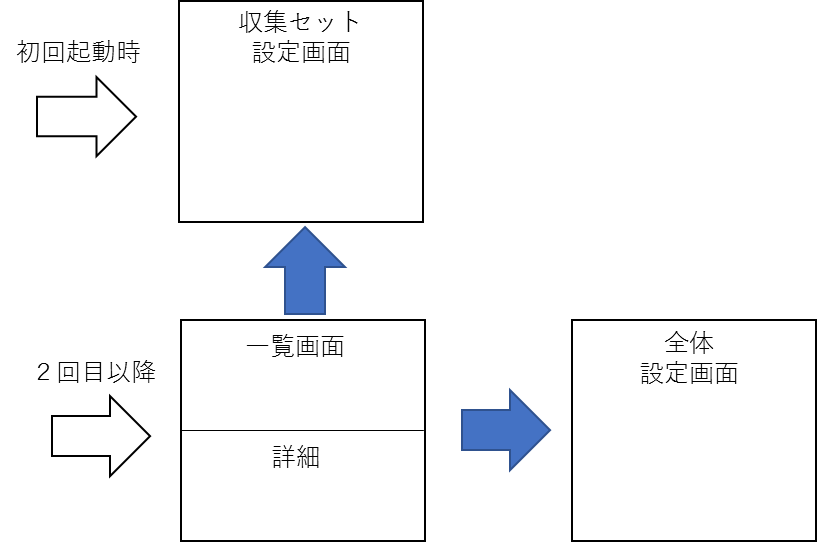 初回起動時
収集セット
設定画面
２回目以降
一覧画面
詳細
全体
設定画面